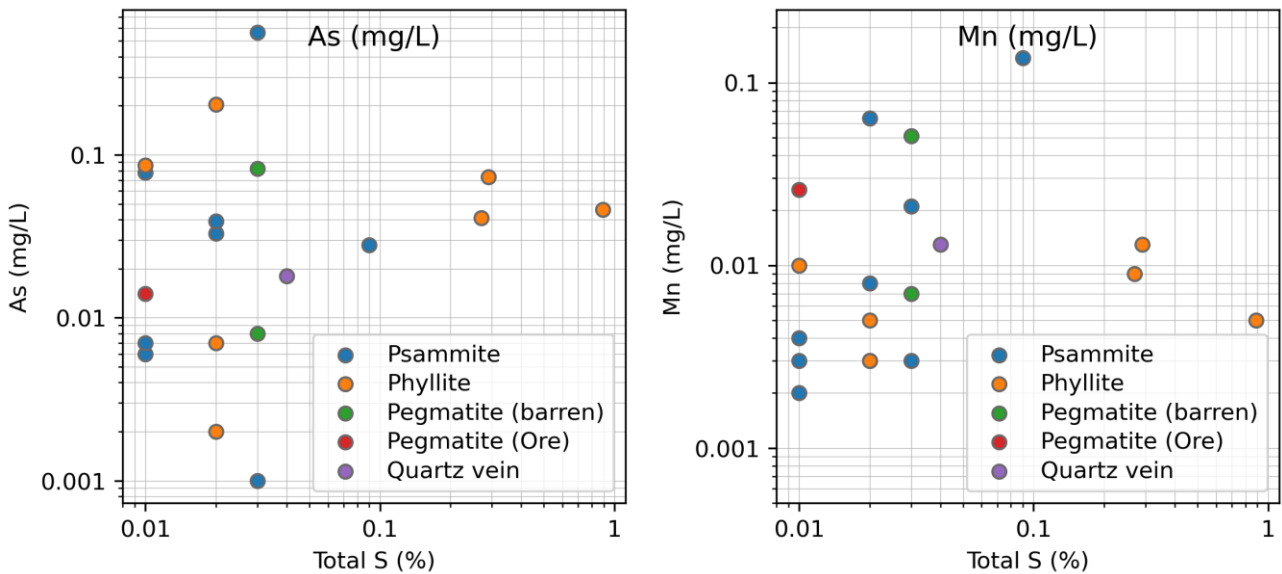 As (mg/L)
0.1
0.01
0.001
As (mg/L)
Psammite
Phyllite
Pegmatite (barren)
Pegmatite (Ore)
Quartz vein
0.01 0.1 1
Total S (%)
Mn (mg/L)
0.1
0.01
0.001
Mn (mg/L)
Psammite
Phyllite
Pegmatite (barren)
Pegmatite (Ore)
Quartz vein
0.01 0.1 1
Total S (%)